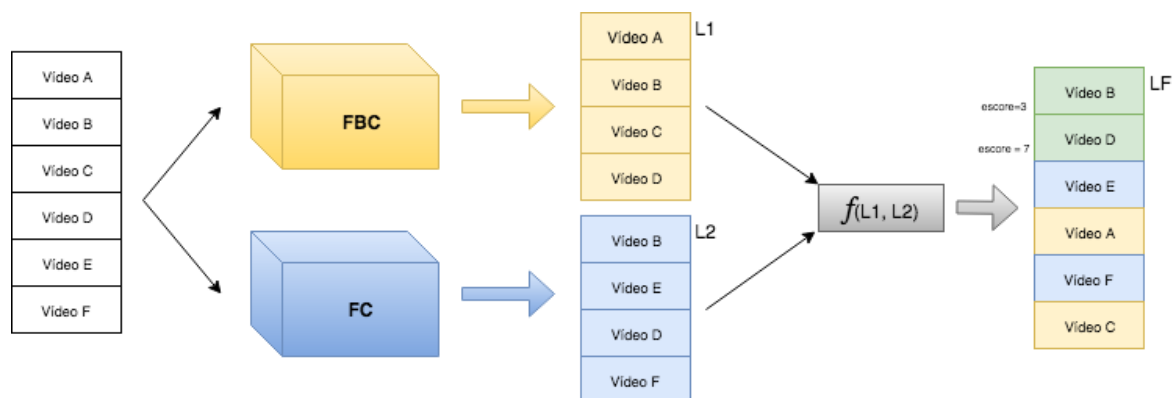 Vídeo A
Vídeo B
Vídeo C
Vídeo D
Vídeo E
Vídeo F
FBC
FC
L1
Vídeo A
Vídeo B
Vídeo C
Vídeo D
L2
Vídeo B
Vídeo E
Vídeo D
Vídeo F
f(L1, L2)
LF
escore=3
escore = 7
Vídeo B
Vídeo D
Vídeo E
Vídeo A
Vídeo F
Vídeo C